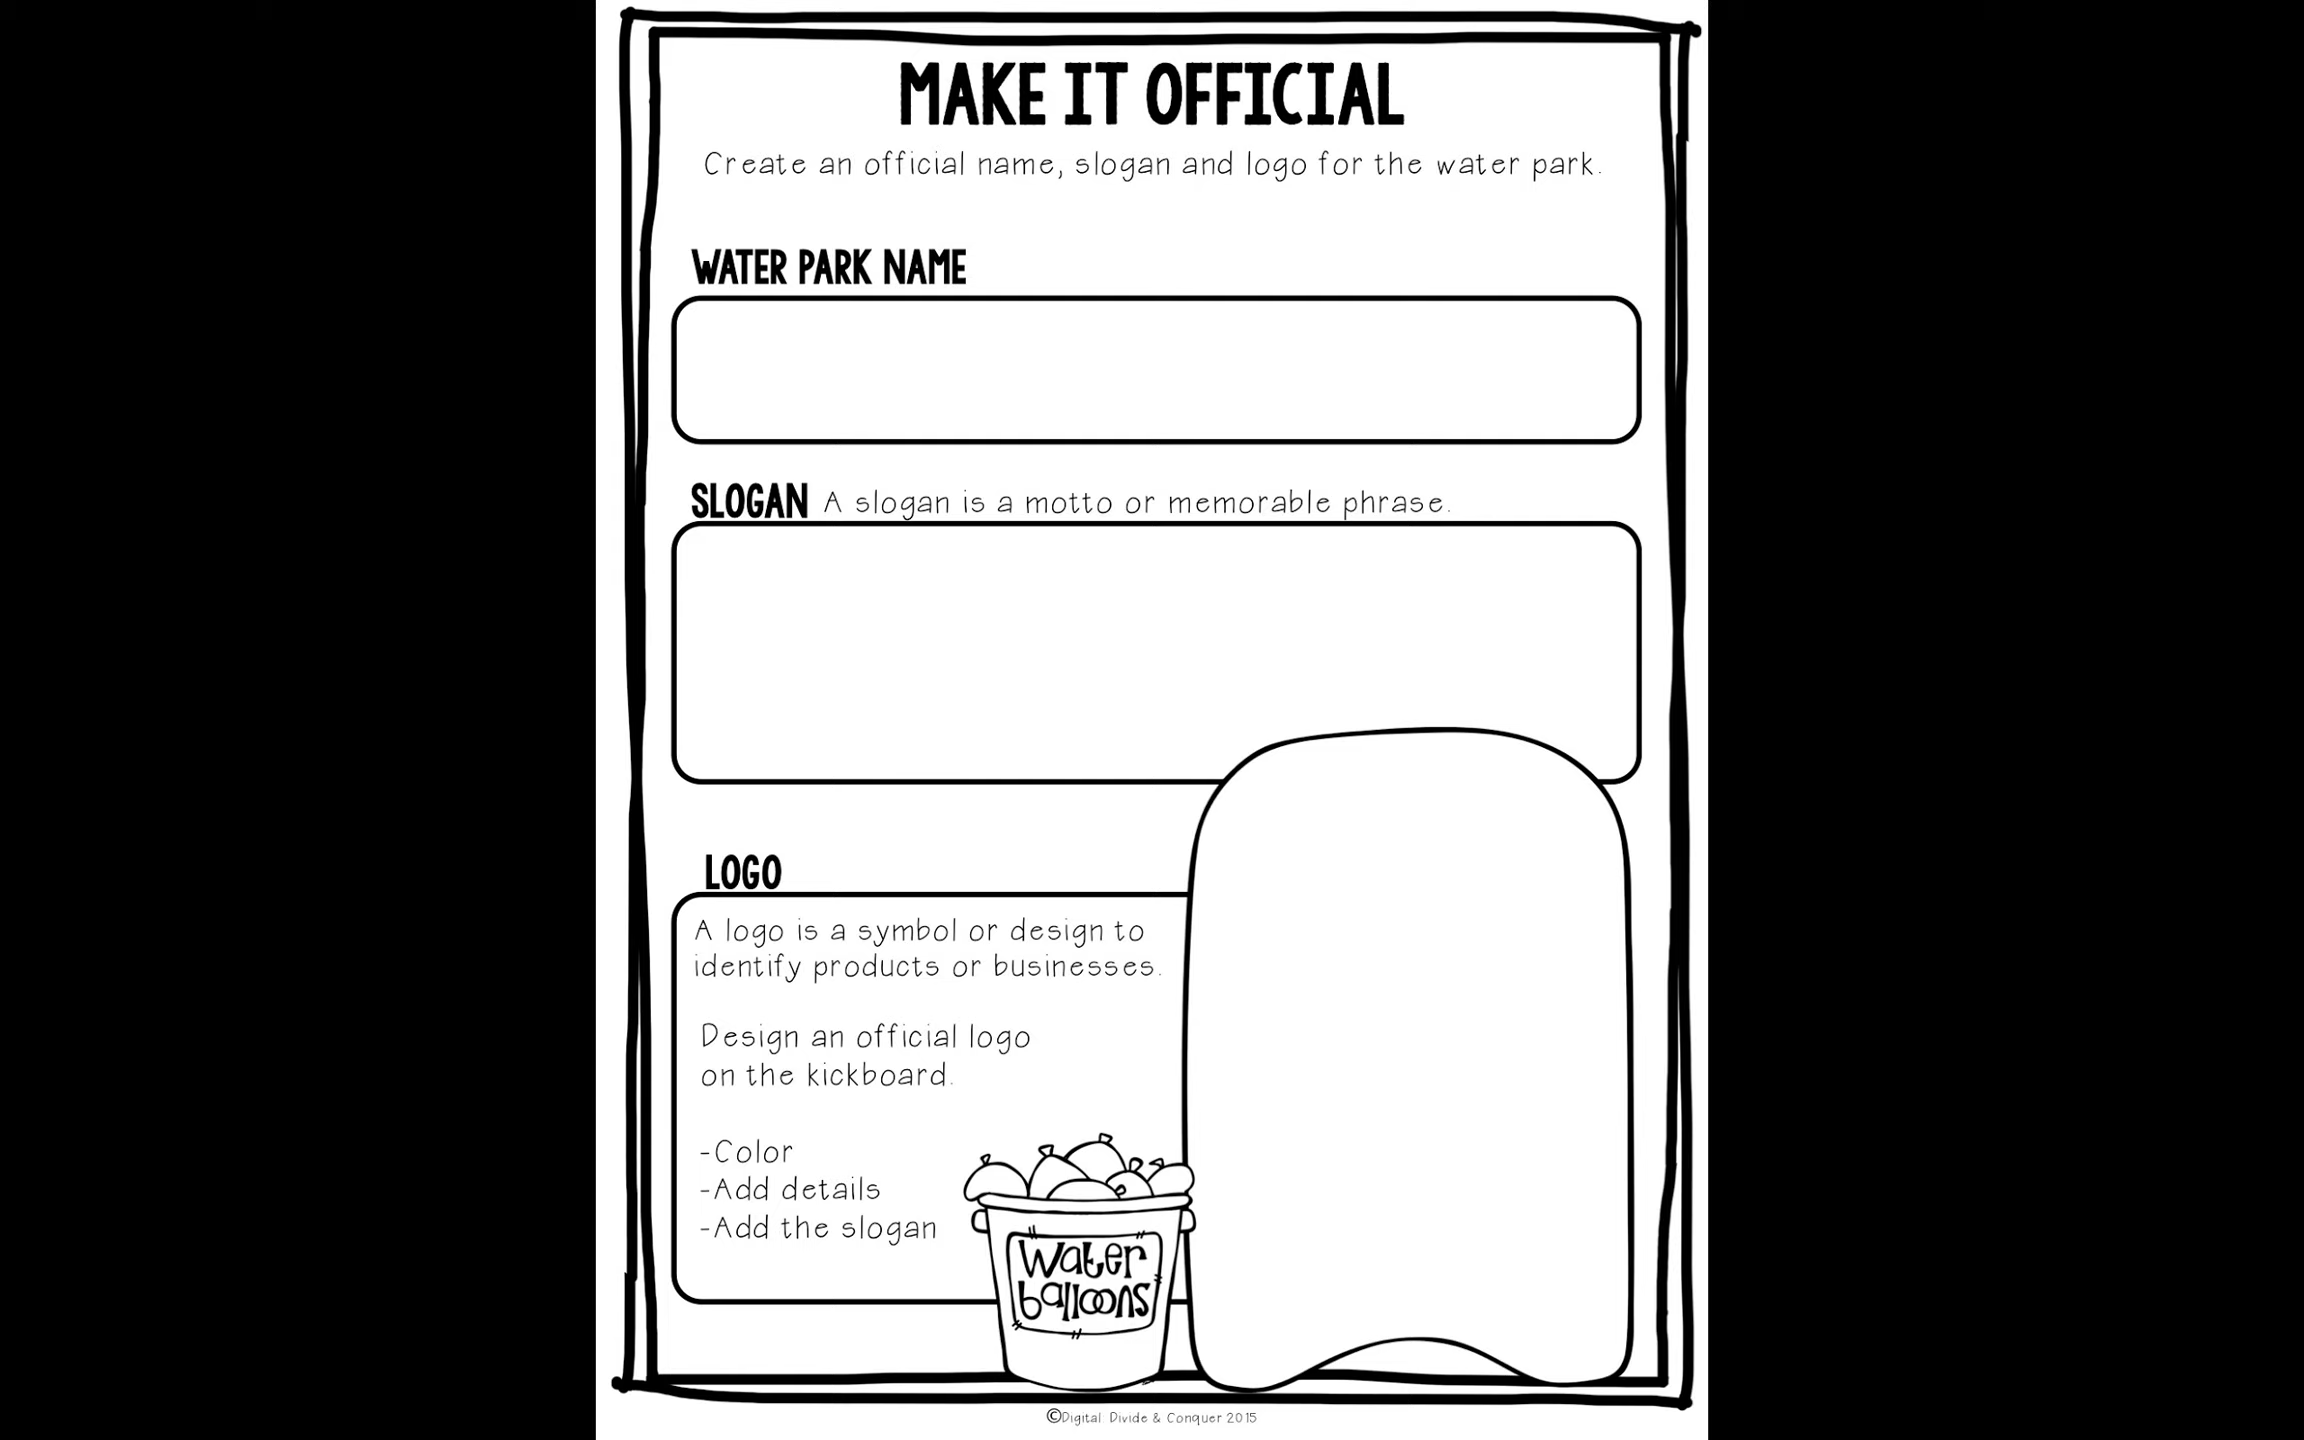 MAKE IT OFFICIAL
Create an official name, slogan and logo for the water park.
WATER PARK NAME
SLOGAN A slogan is a motto or memorable phrase.
LOGO
A logo is a symbol or design to
identify products or businesses.
Design an official logo
on the kickboard.
-Color
-Add details
-Add the slogan
Water
balloons
©Digital Divide & Conquer 2015